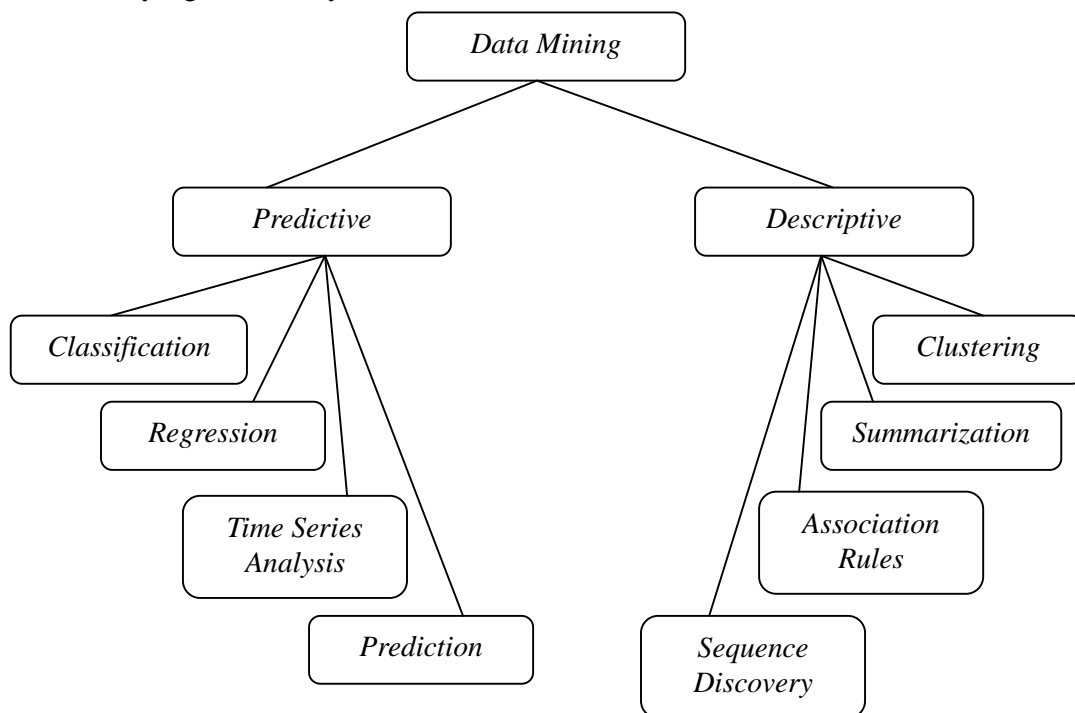 Data Mining
Predictive
Descriptive
Classification
Clustering
Regression
Summarization
Time Series
Analysis
Association
Rules
Prediction
Sequence
Discovery